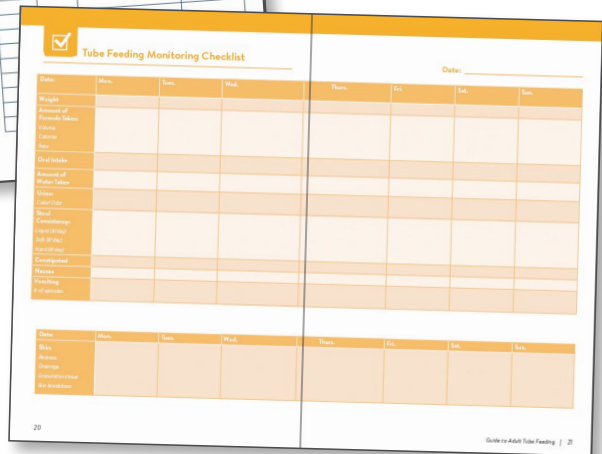 Tube Feeding Monitoring Checklist
Date:
Date: Mon. Tues. Wed. Thurs. Fri. Sat. Sun.
Weight
Amount of
Formula Taken:
Volume
Calories
Rate
Oral Intake
Amount of
Water Taken
Urine:
Color
Stool
Consistency:
Liquid (#/day)
Soft (#/day)
Hard (#/day)
Constipated
Nausea
Vomiting
# of episodes
Date: Mon. Tues. Wed. Thurs. Fri. Sat. Sun.
Skin:
Redness
Drainage
Granulation tissue
Skin breakdown
20
Guide to Adult Tube Feeding | 21